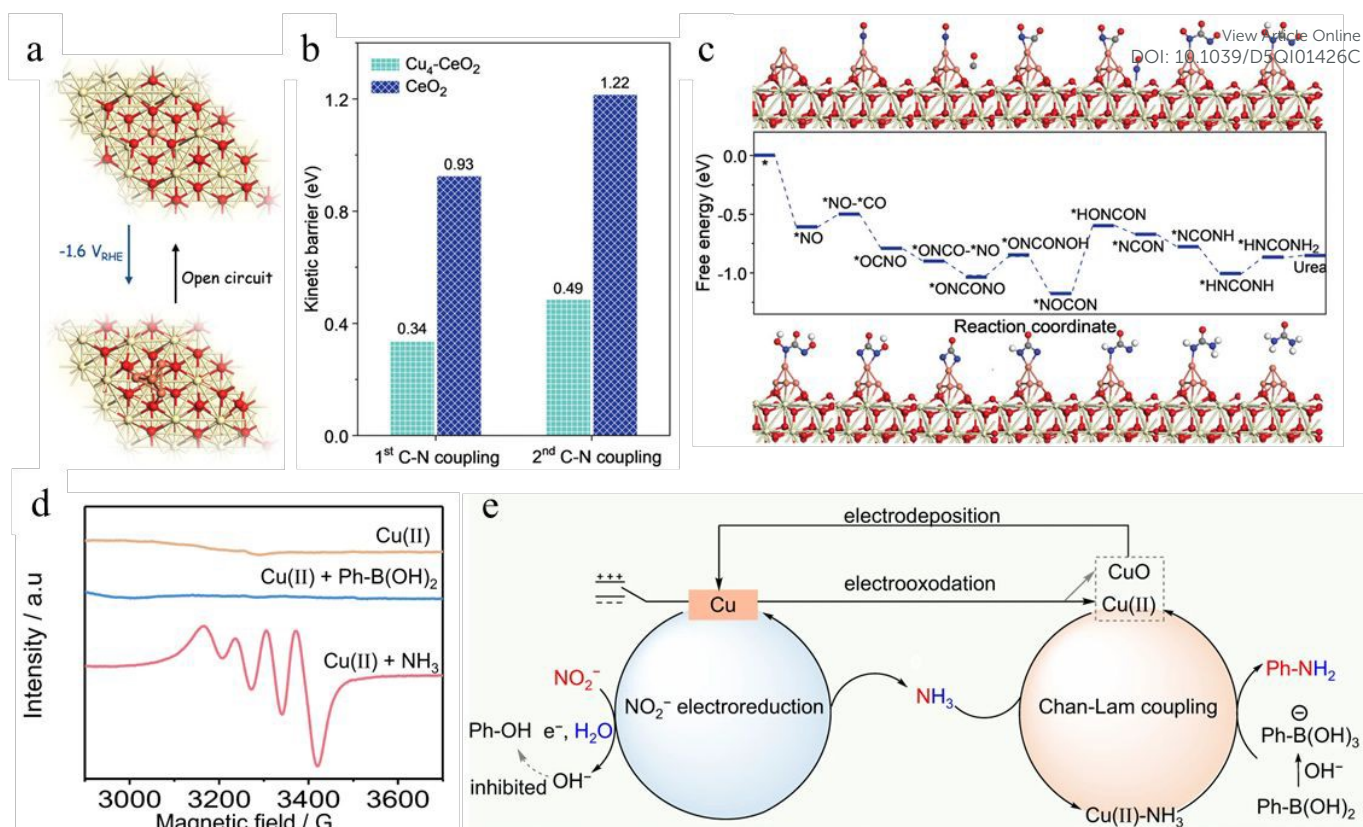 View Article Online
DOI: 10.1039/D5QI01426C
a
-1.6 V_RHE
Open circuit
b
Kinetic barrier (eV)
1.2
0.8
0.4
0.0
Cu₄-CeO₂
CeO₂
0.34
0.93
0.49
1.22
1st C-N coupling
2nd C-N coupling
c
Free energy (eV)
0.0
-0.5
-1.0
*
*NO
*NO-*CO
*OCNO
*ONCO-*NO
*ONCONO
*ONCONOH
*NOCON
*HONCON
*NCON
*NCONH
*HNCONH
*HNCONH₂
Urea
Reaction coordinate
d
Intensity / a.u
Cu(II)
Cu(II) + Ph-B(OH)₂
Cu(II) + NH₃
3000 3200 3400 3600
Magnetic field / G
e
electrodeposition
electrooxodation
+++
Cu
CuO
Cu(II)
NO₂⁻
NO₂⁻ electroreduction
Ph-OH e⁻, H₂O
inhibited
OH⁻
NH₃
Chan-Lam coupling
Ph-NH₂
⊖
Ph-B(OH)₃
OH⁻
Ph-B(OH)₂
Cu(II)-NH₃